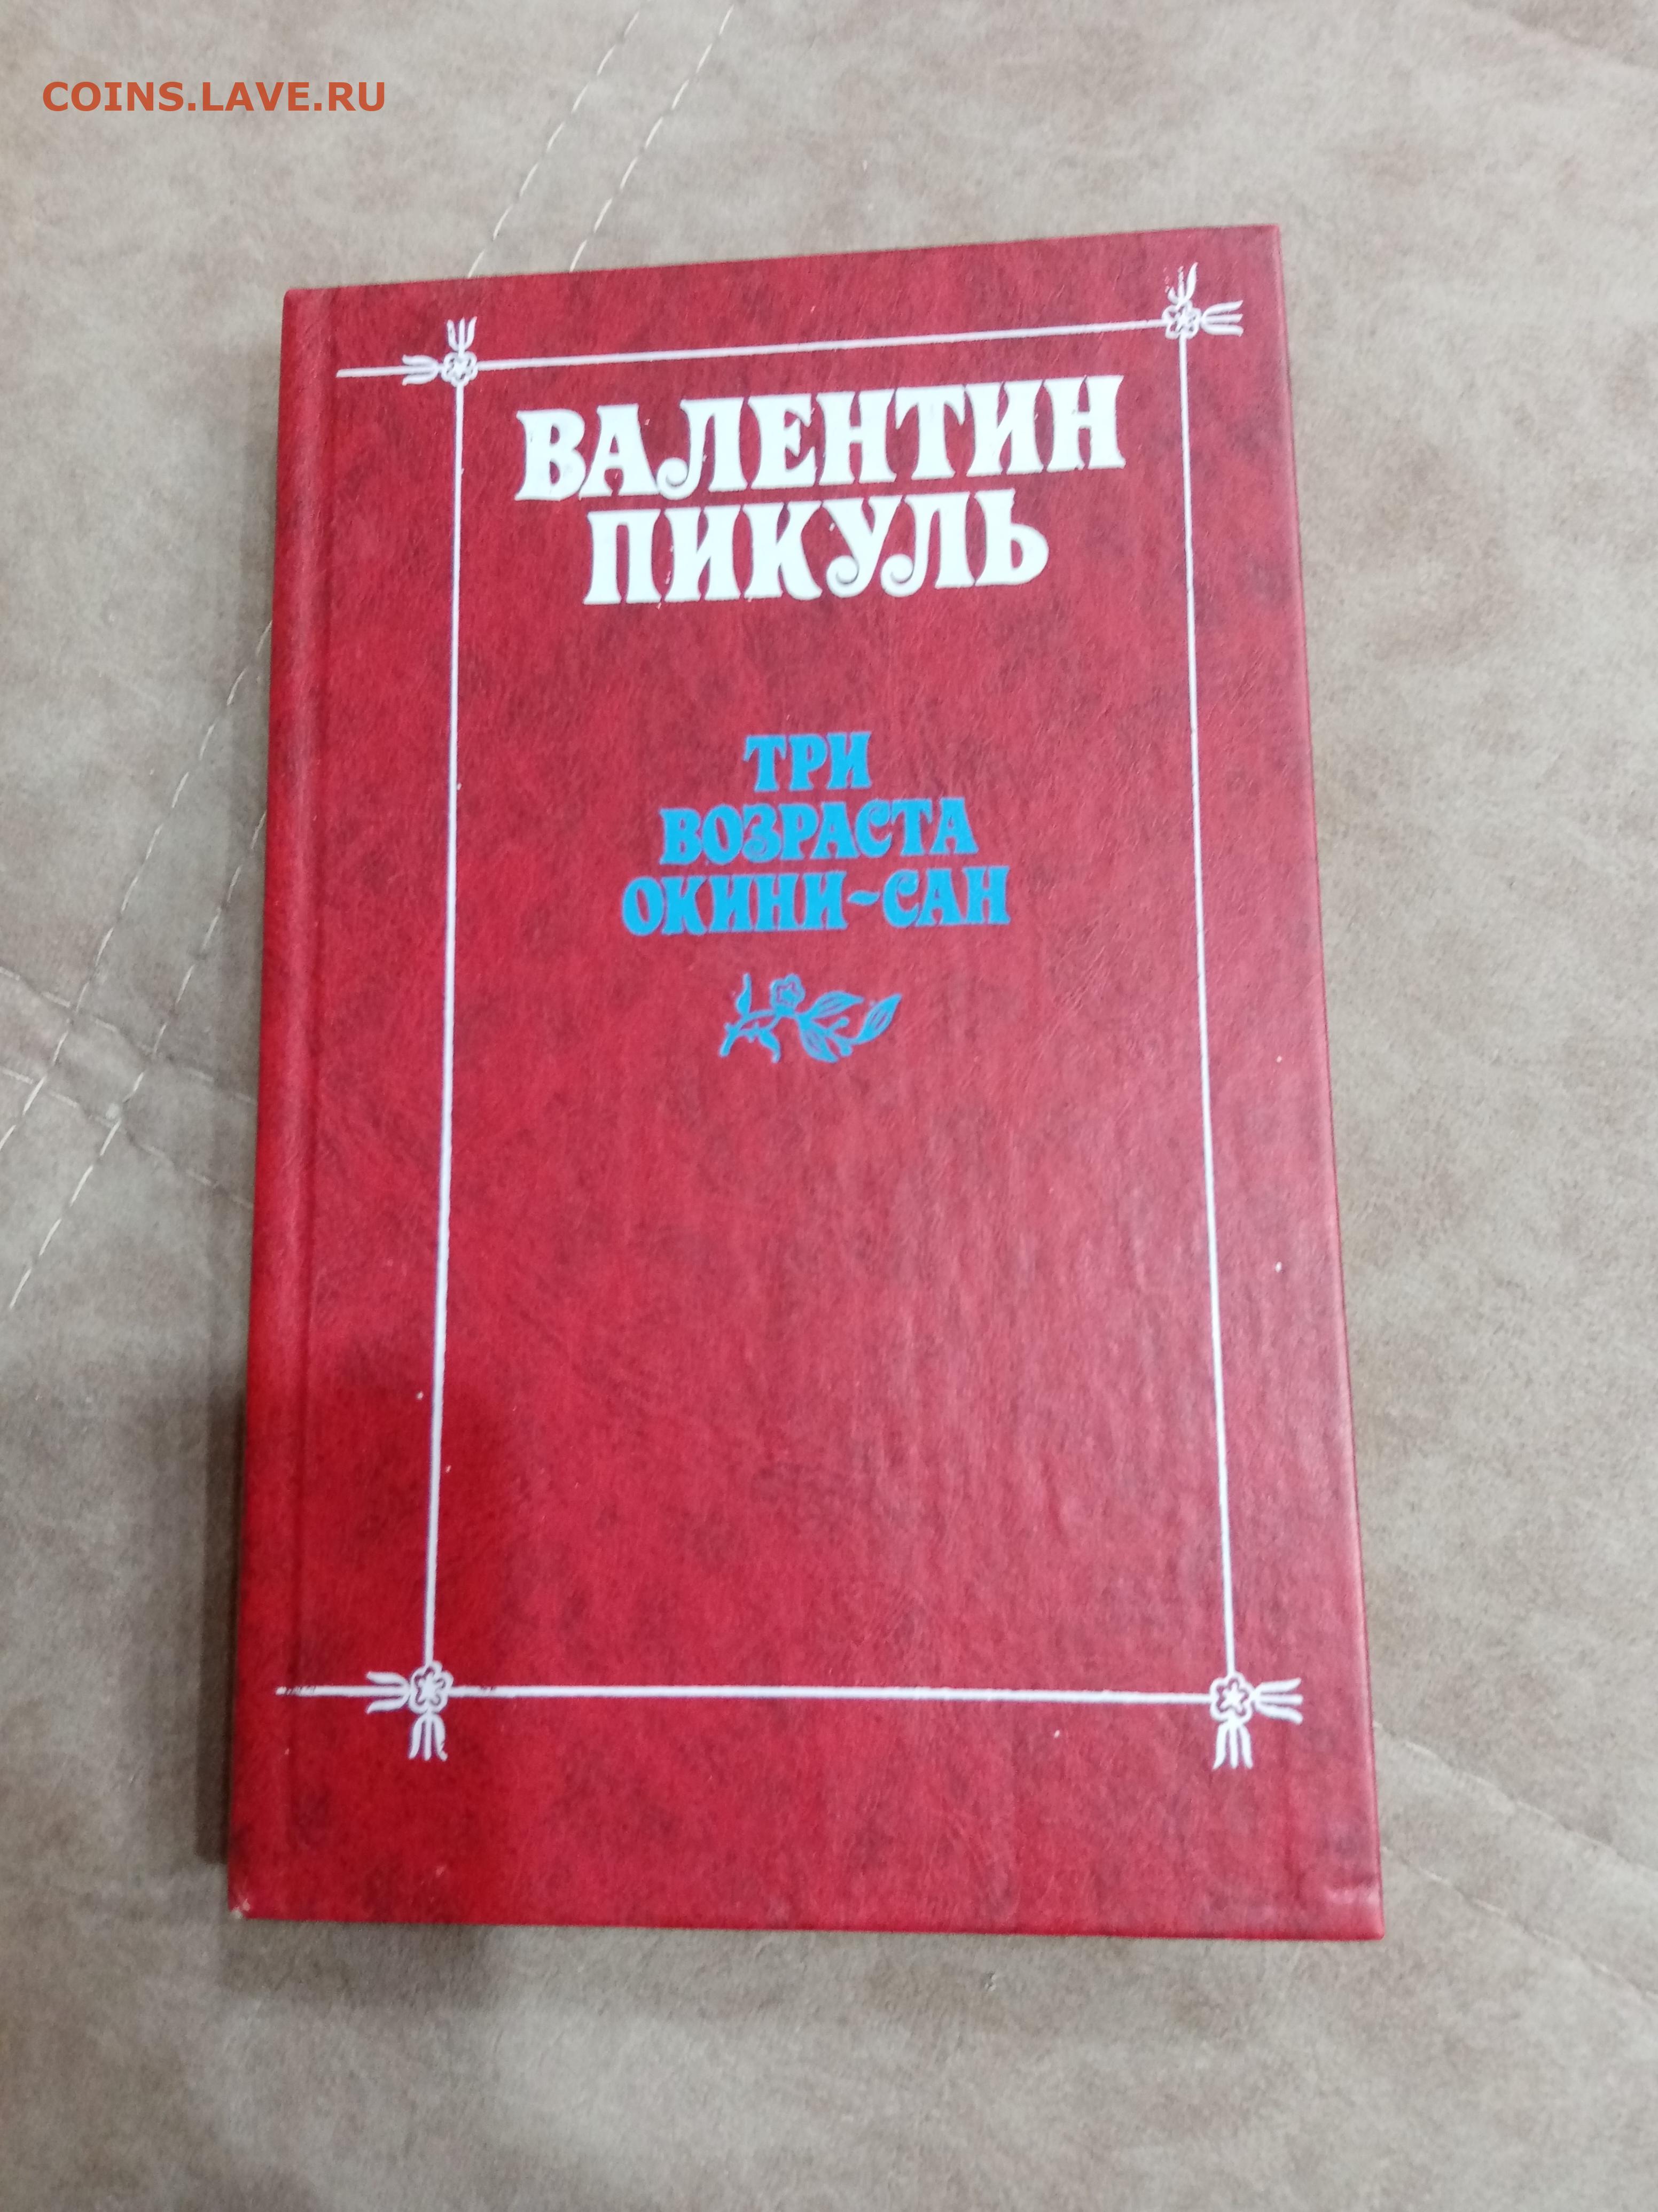 COINS.LAVE.RU
ВАЛЕНТИН
ПИКУЛЬ
ТРИ
ВОЗРАСТА
ОКИНИ-САН